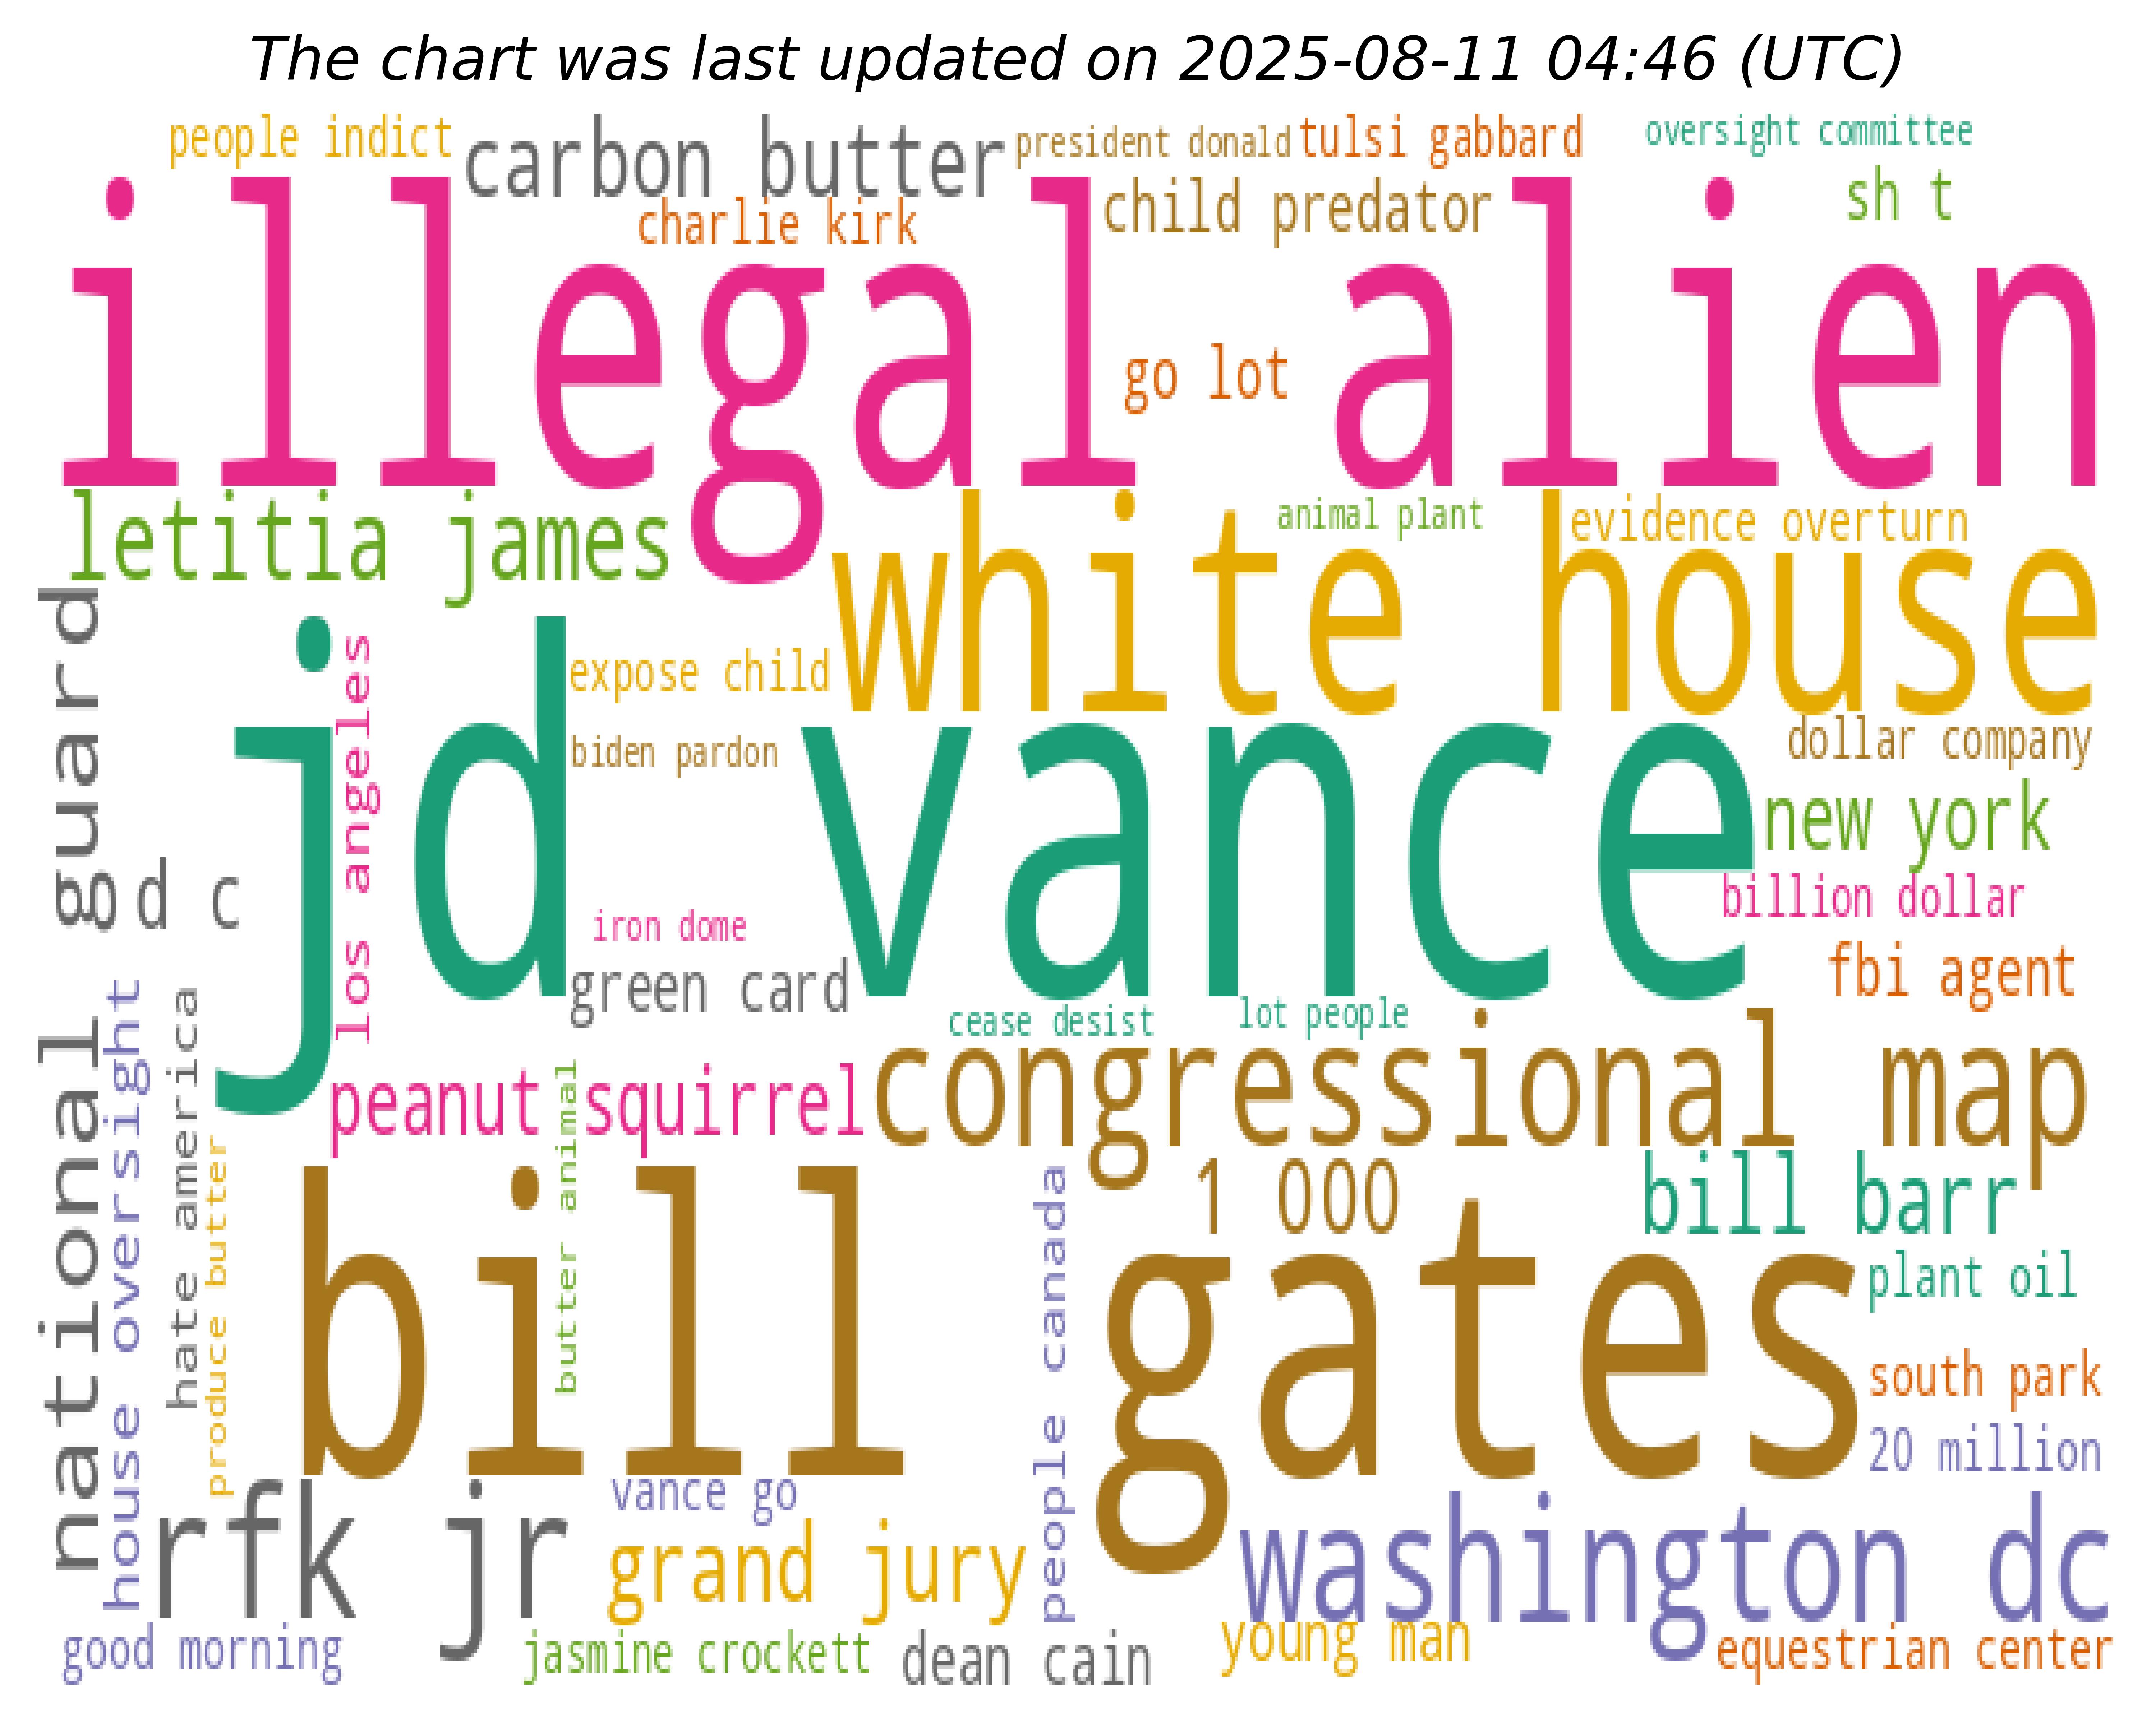 The chart was last updated on 2025-08-11 04:46 (UTC)
people indict
carbon butter
president donald
tulsi gabbard
oversight committee
charlie kirk
child predator
sh t
illegal alien
go lot
letitia james
animal plant
evidence overturn
white house
national guard
los angeles
expose child
jd vance
biden pardon
dollar company
new york
d c
billion dollar
iron dome
green card
fbi agent
cease desist
lot people
house oversight
hate america
peanut squirrel
congressional map
produce butter
butter animal
people canada
1 000
bill barr
bill gates
plant oil
south park
20 million
rfk jr
vance go
grand jury
washington dc
good morning
jasmine crockett
dean cain
young man
equestrian center